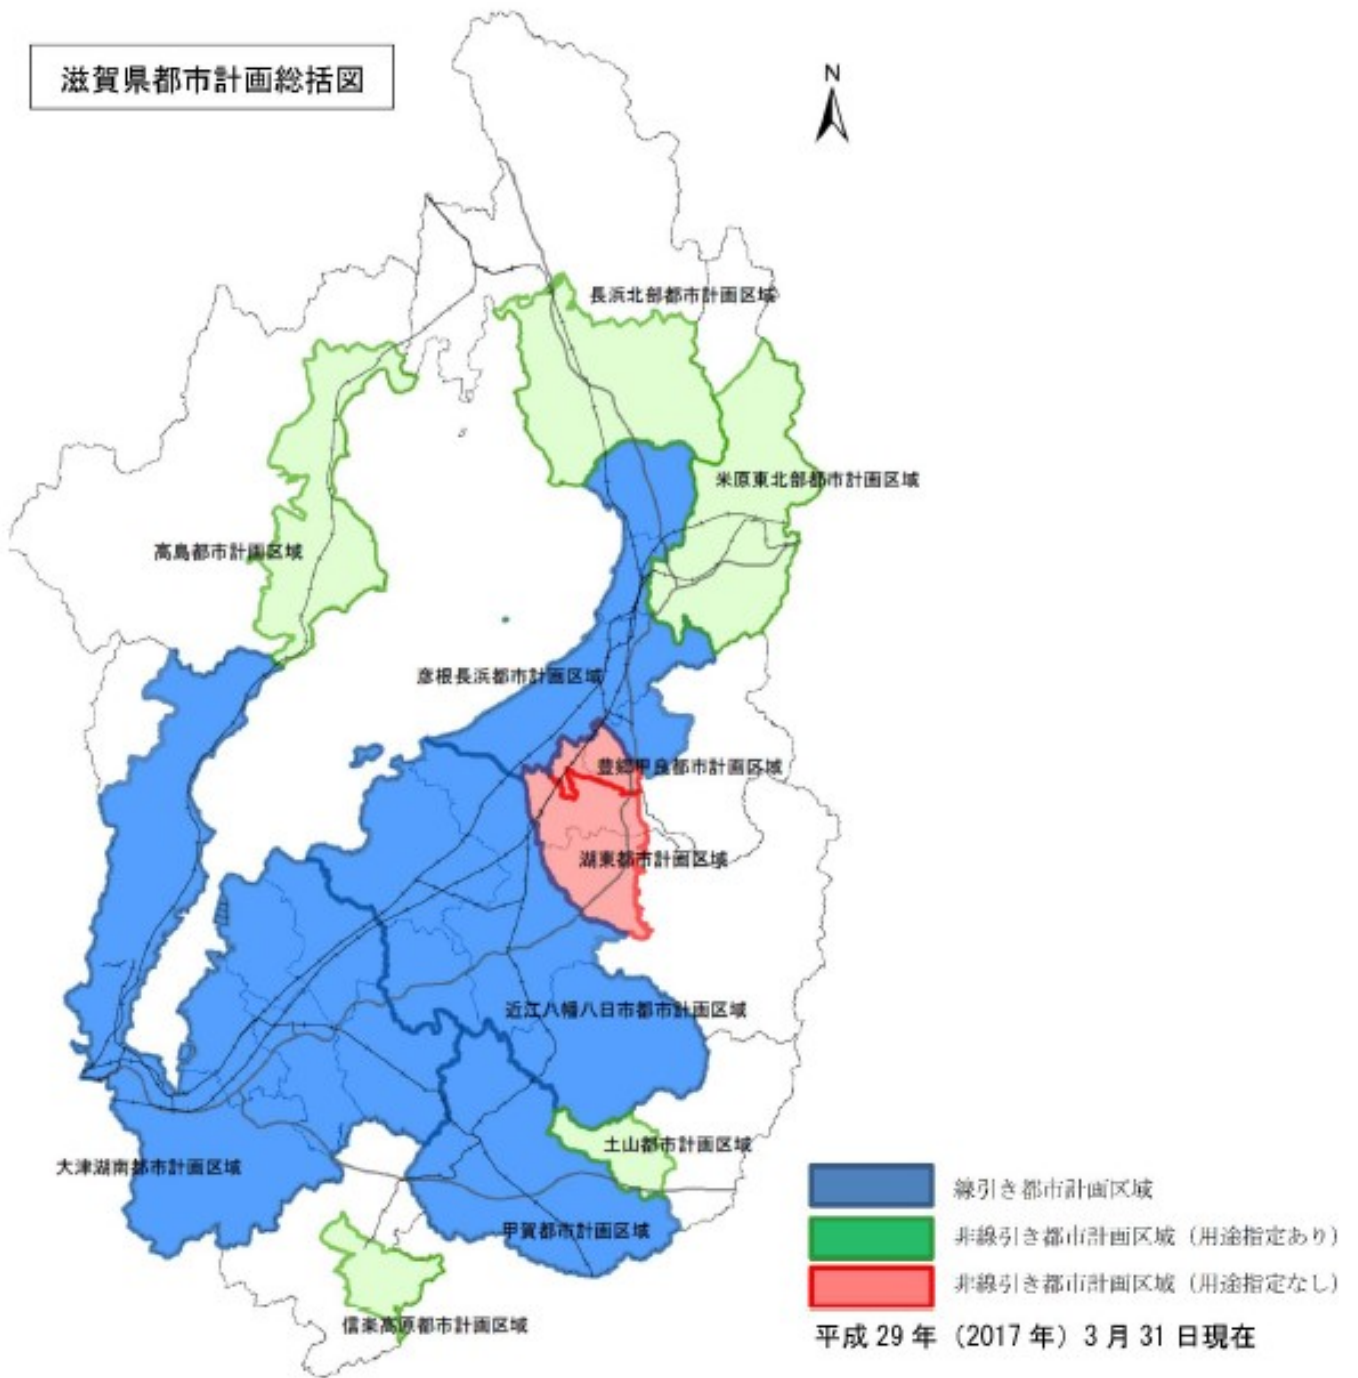 滋賀県都市計画総括図
N
長浜北部都市計画区域
米原東北部都市計画区域
高島都市計画区域
彦根長浜都市計画区域
豊郷甲良都市計画区域
湖東都市計画区域
近江八幡八日市都市計画区域
土山都市計画区域
大津湖南都市計画区域
甲賀都市計画区域
信楽高原都市計画区域
線引き都市計画区域
非線引き都市計画区域（用途指定あり）
非線引き都市計画区域（用途指定なし）
平成 29 年（2017 年）3 月 31 日現在